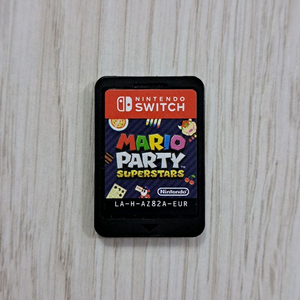 NINTENDO
SWITCH
MARIO
PARTY
SUPERSTARS
Nintendo
LA-H-AZ82A-EUR